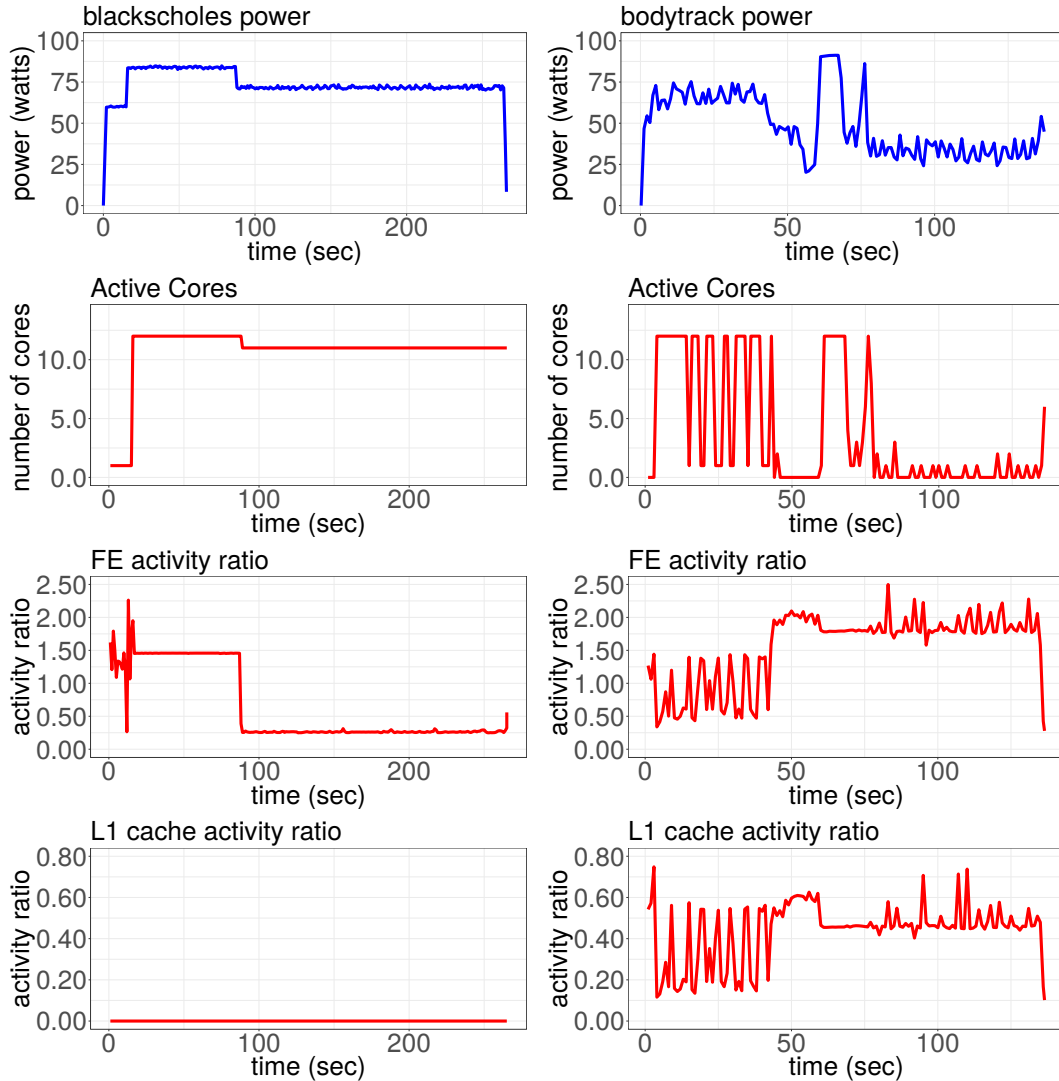 blackscholes power
power (watts)
100
75
50
25
0
0
100
200
time (sec)
bodytrack power
power (watts)
100
75
50
25
0
0
50
100
time (sec)
Active Cores
number of cores
10.0
5.0
0.0
0
100
200
time (sec)
Active Cores
number of cores
10.0
5.0
0.0
0
50
100
time (sec)
FE activity ratio
activity ratio
2.50
2.00
1.50
1.00
0.50
0.00
0
100
200
time (sec)
FE activity ratio
activity ratio
2.50
2.00
1.50
1.00
0.50
0.00
0
50
100
time (sec)
L1 cache activity ratio
activity ratio
0.80
0.60
0.40
0.20
0.00
0
100
200
time (sec)
L1 cache activity ratio
activity ratio
0.80
0.60
0.40
0.20
0.00
0
50
100
time (sec)